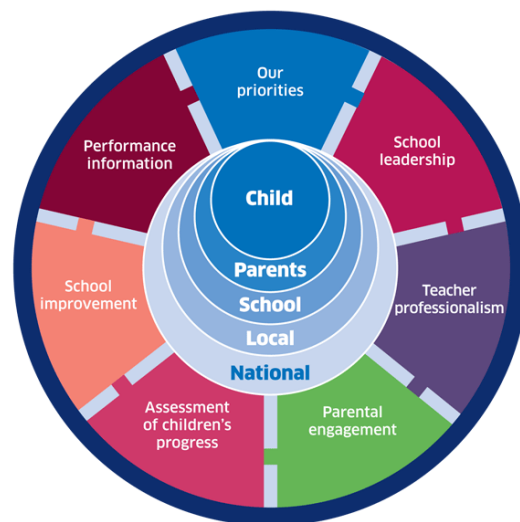 Our
priorities
School
leadership
Teacher
professionalism
Parental
engagement
Assessment
of children's
progress
School
improvement
Performance
information
Child
Parents
School
Local
National